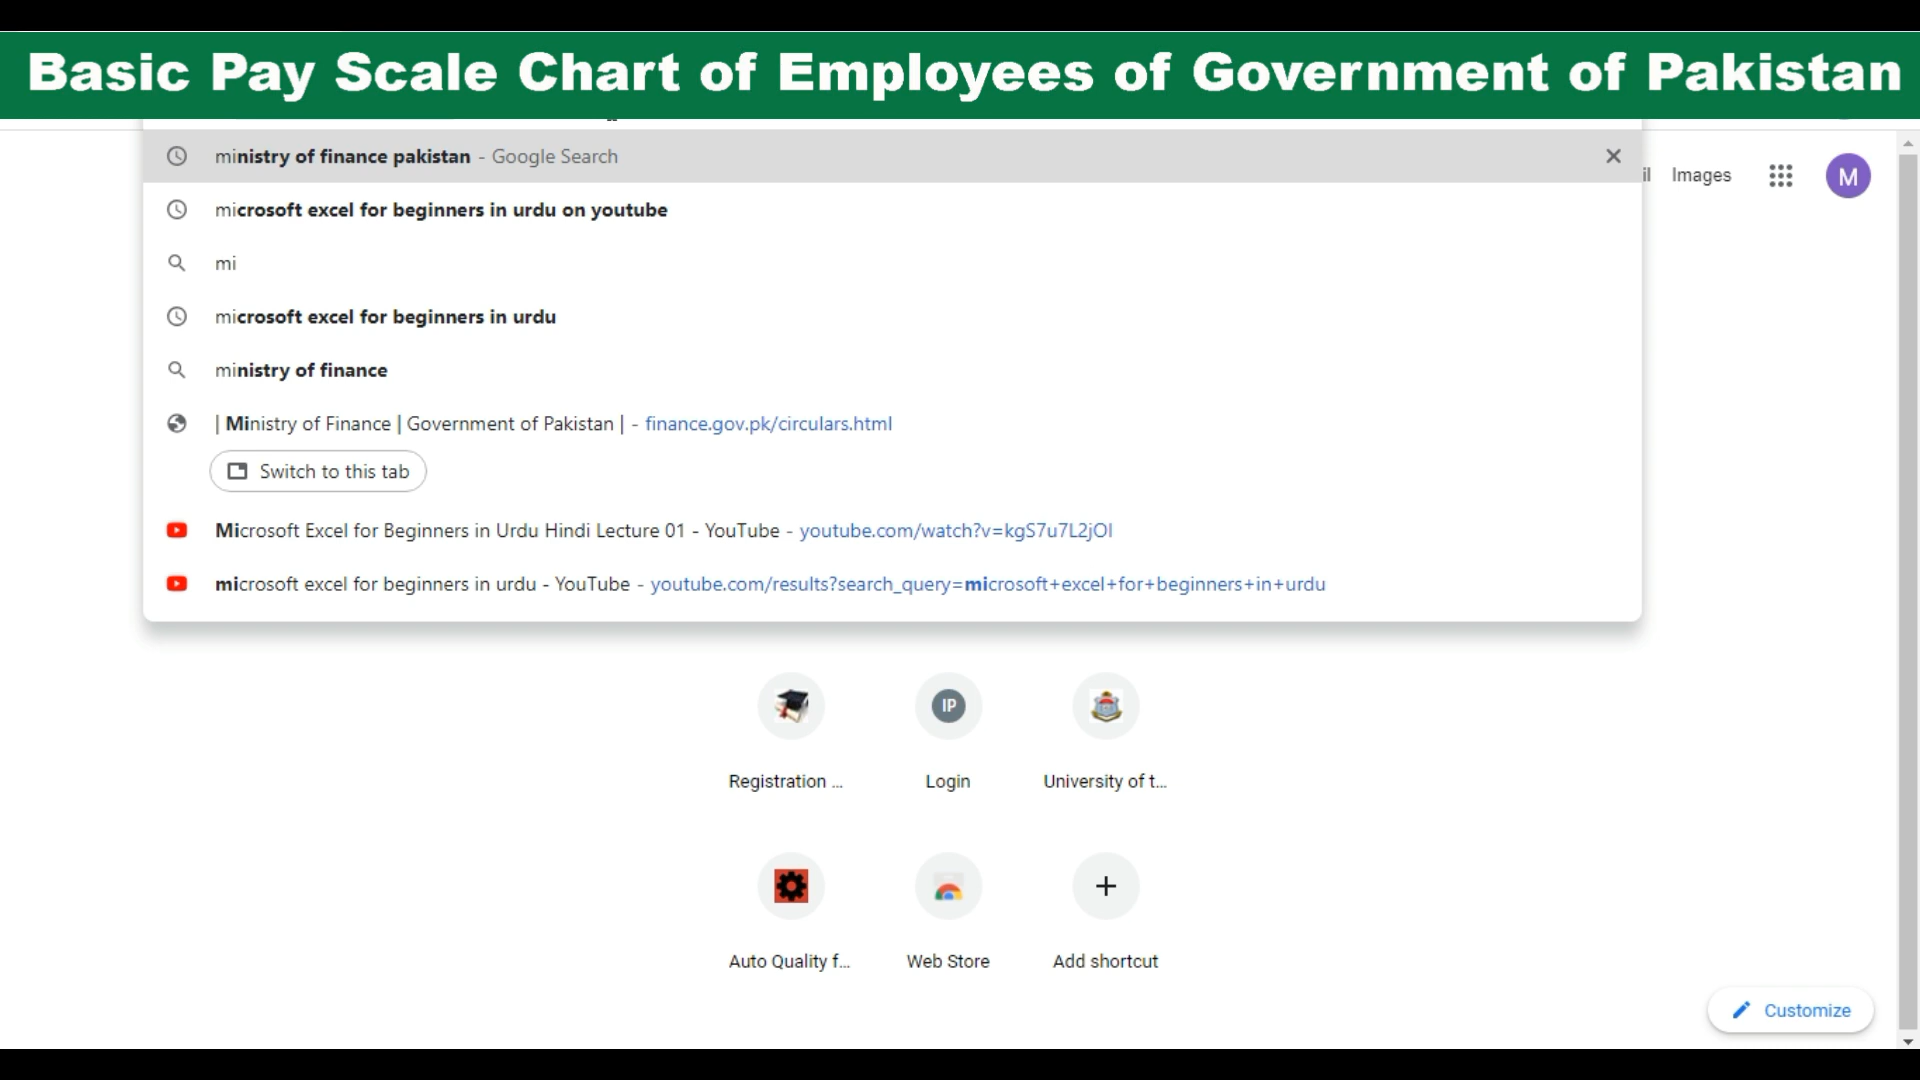 Basic Pay Scale Chart of Employees of Government of Pakistan
ministry of finance pakistan - Google Search
il Images M
microsoft excel for beginners in urdu on youtube
mi
microsoft excel for beginners in urdu
ministry of finance
| Ministry of Finance | Government of Pakistan | - finance.gov.pk/circulars.html
Switch to this tab
Microsoft Excel for Beginners in Urdu Hindi Lecture 01 - YouTube - youtube.com/watch?v=kgS7u7L2jOI
microsoft excel for beginners in urdu - YouTube - youtube.com/results?search_query=microsoft+excel+for+beginners+in+urdu
IP
Registration ... Login University of t...
Auto Quality f... Web Store Add shortcut
Customize